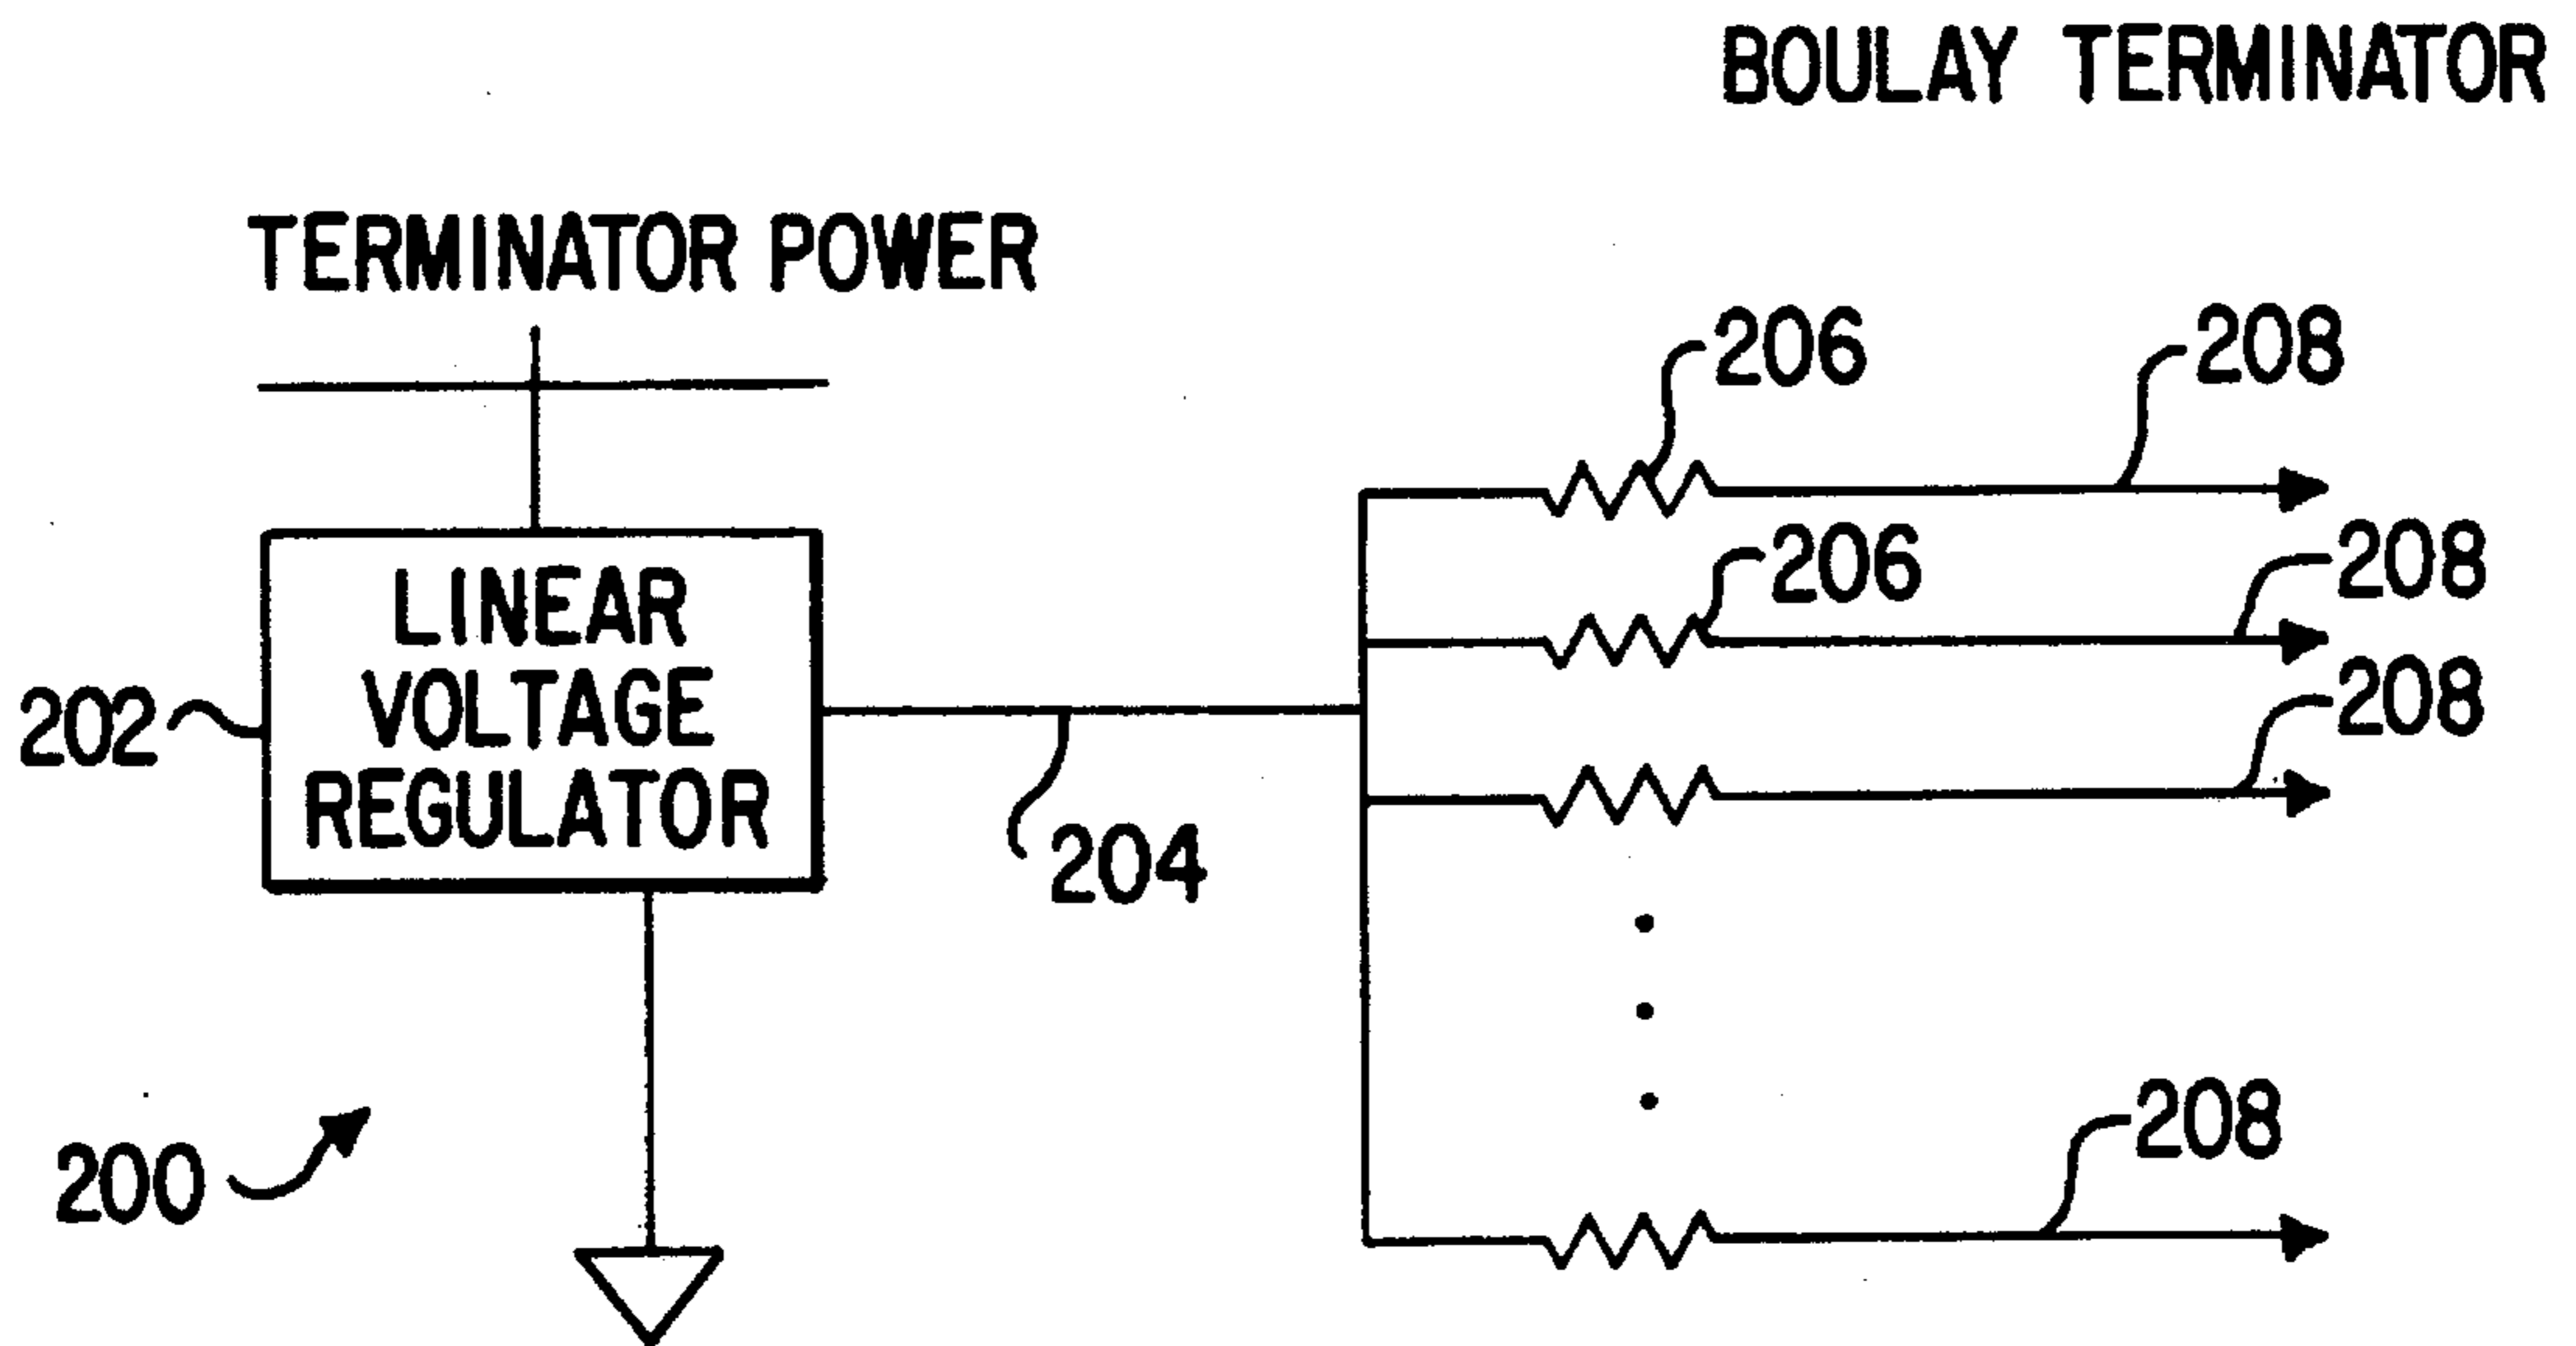 BOULAY TERMINATOR
TERMINATOR POWER
206
208
206
208
LINEAR
VOLTAGE
REGULATOR
202
208
204
208
200